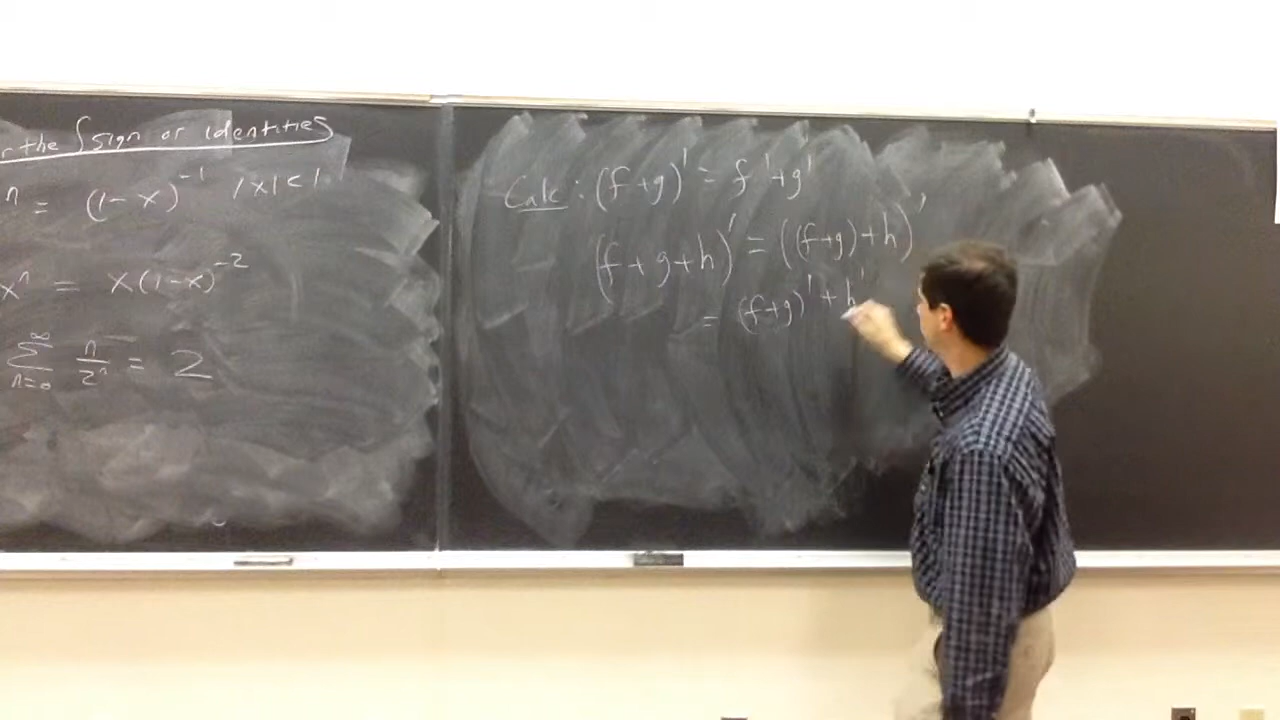 r the ∫ sign or identities
n = (1-x)^-1 |x|<1
x^n = x(1-x)^-2
∞
Σ n/2^n = 2
n=0
Calc: (f+g)' = f'+g'
(f+g+h)' = ((f+g)+h)'
= (f+g)' + h'